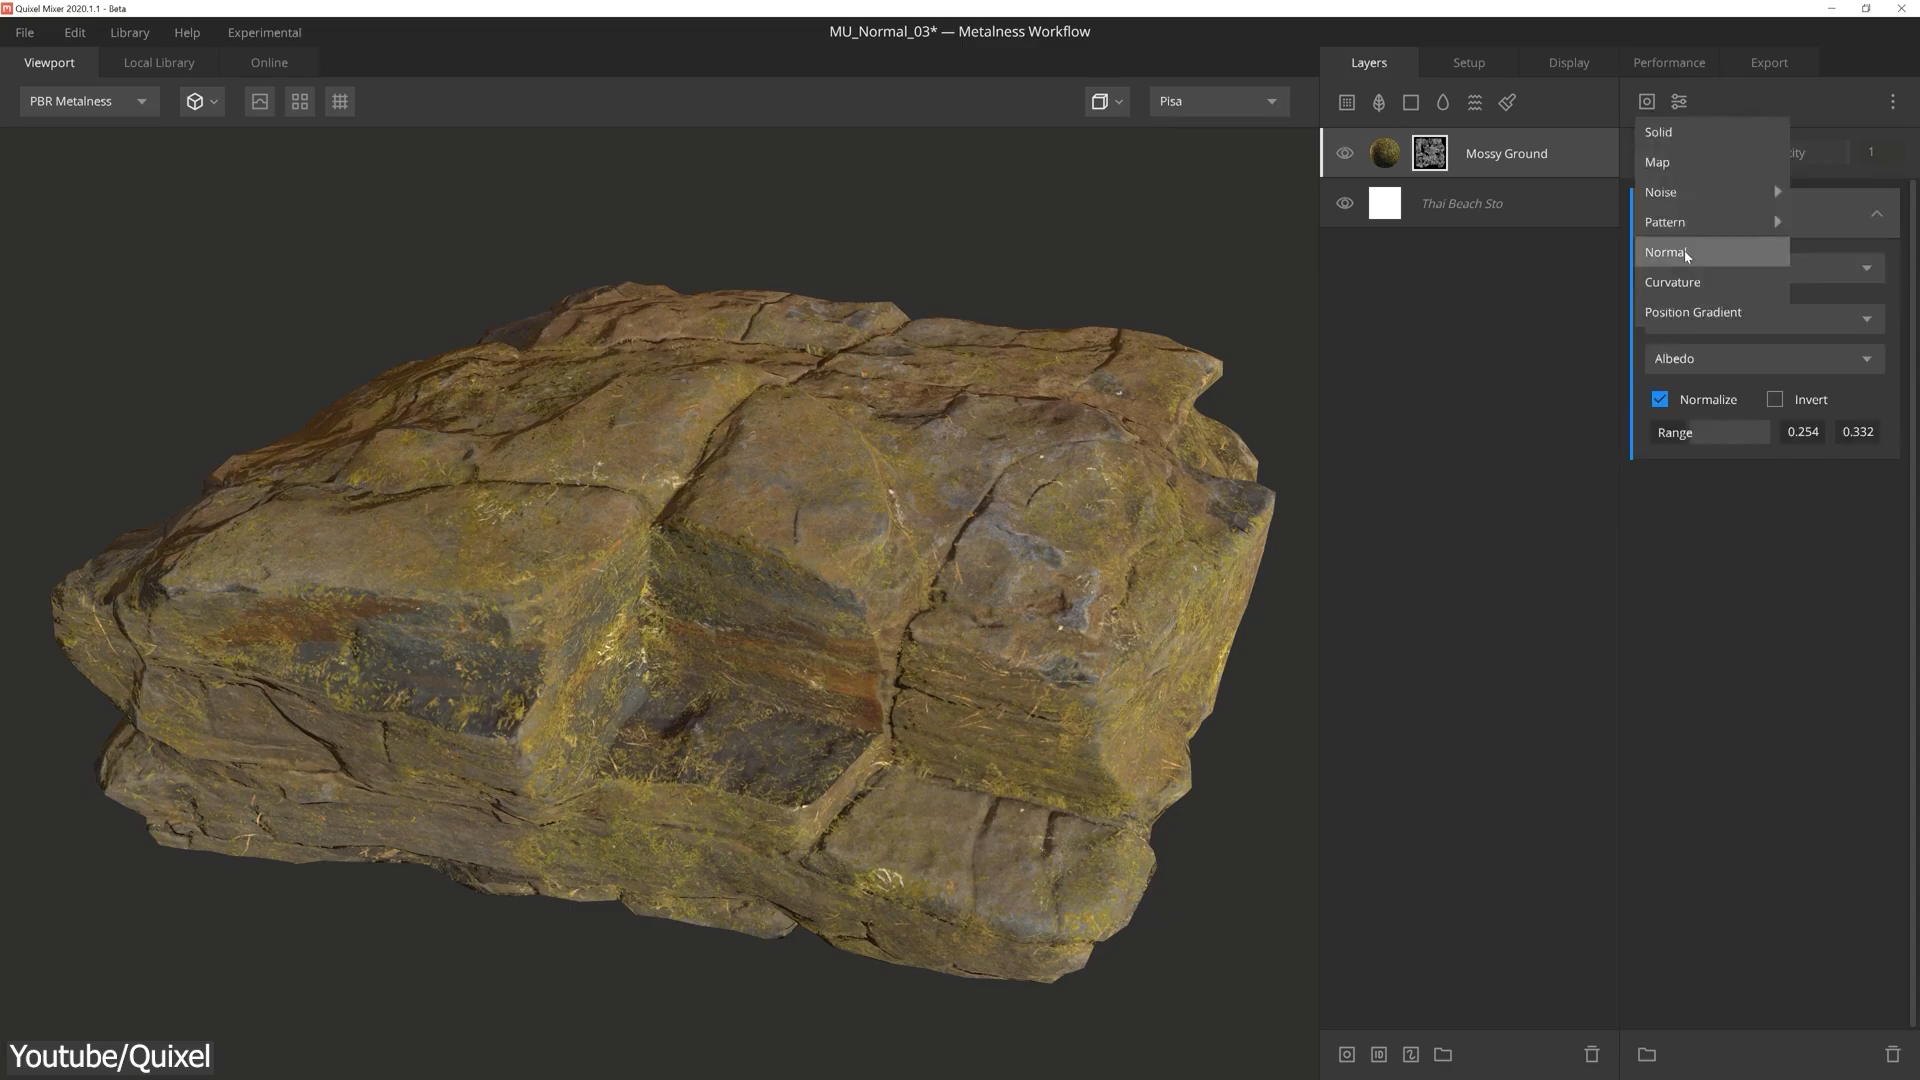 Quixel Mixer 2020.1.1 - Beta
File Edit Library Help Experimental
MU_Normal_03* — Metalness Workflow
Viewport Local Library Online
Layers Setup Display Performance Export
PBR Metalness
Pisa
Mossy Ground
Thai Beach Sto
Solid
ity 1
Map
Noise
Pattern
Normal
Curvature
Position Gradient
Albedo
Normalize Invert
Range 0.254 0.332
ID
Youtube/Quixel